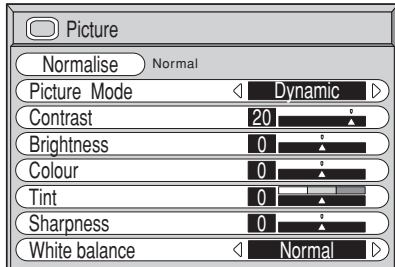 Picture
Normalise Normal
Picture Mode Dynamic
Contrast 20
Brightness 0
Colour 0
Tint 0
Sharpness 0
White balance Normal